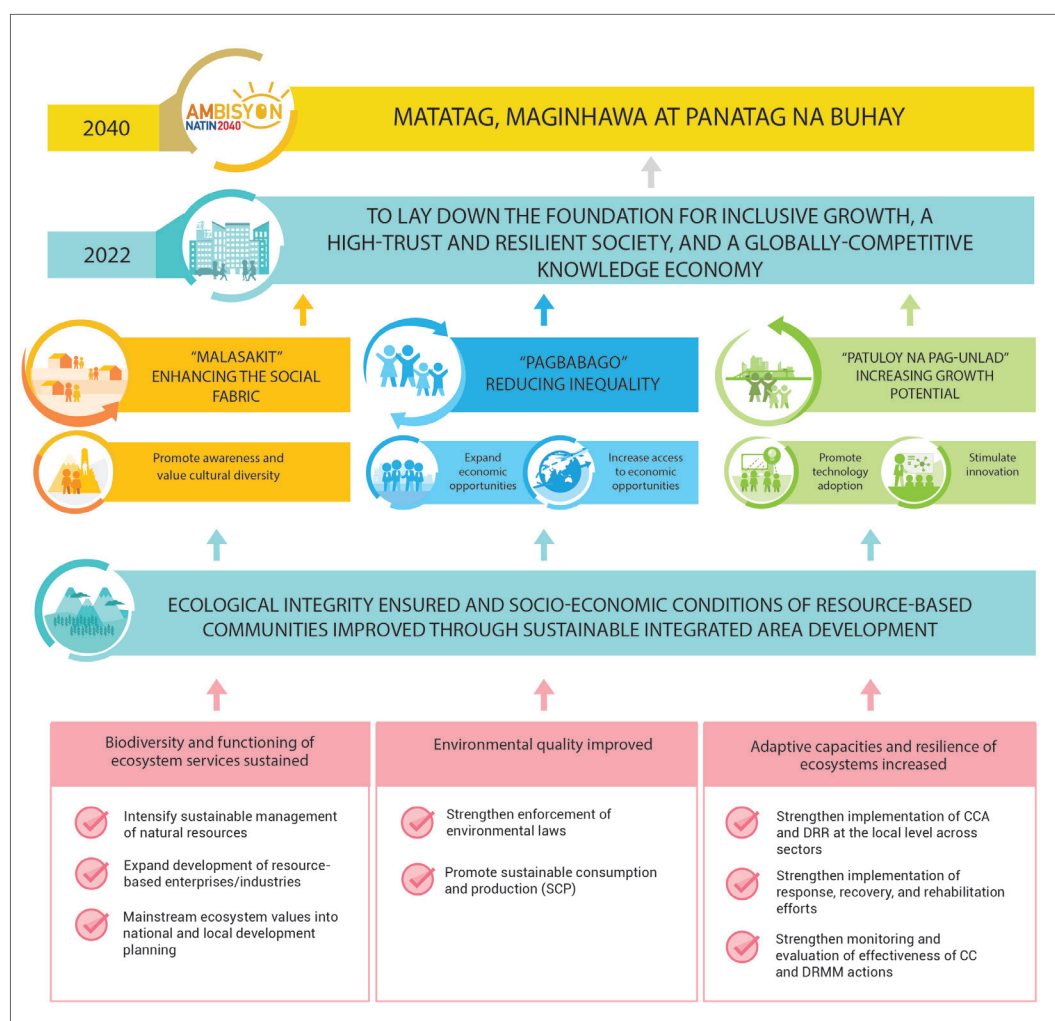 2040
AMBISYON
NATIN2040
MATATAG, MAGINHAWA AT PANATAG NA BUHAY
2022
TO LAY DOWN THE FOUNDATION FOR INCLUSIVE GROWTH, A
HIGH-TRUST AND RESILIENT SOCIETY, AND A GLOBALLY-COMPETITIVE
KNOWLEDGE ECONOMY
“MALASAKIT”
ENHANCING THE SOCIAL
FABRIC
“PAGBABAGO”
REDUCING INEQUALITY
“PATULOY NA PAG-UNLAD”
INCREASING GROWTH
POTENTIAL
Promote awareness and
value cultural diversity
Expand
economic
opportunities
Increase access
to economic
opportunities
Promote
technology
adoption
Stimulate
innovation
ECOLOGICAL INTEGRITY ENSURED AND SOCIO-ECONOMIC CONDITIONS OF RESOURCE-BASED
COMMUNITIES IMPROVED THROUGH SUSTAINABLE INTEGRATED AREA DEVELOPMENT
Biodiversity and functioning of
ecosystem services sustained
Intensify sustainable management
of natural resources
Expand development of resource-
based enterprises/industries
Mainstream ecosystem values into
national and local development
planning
Environmental quality improved
Strengthen enforcement of
environmental laws
Promote sustainable consumption
and production (SCP)
Adaptive capacities and resilience of
ecosystems increased
Strengthen implementation of CCA
and DRR at the local level across
sectors
Strengthen implementation of
response, recovery, and rehabilitation
efforts
Strengthen monitoring and
evaluation of effectiveness of CC
and DRMM actions